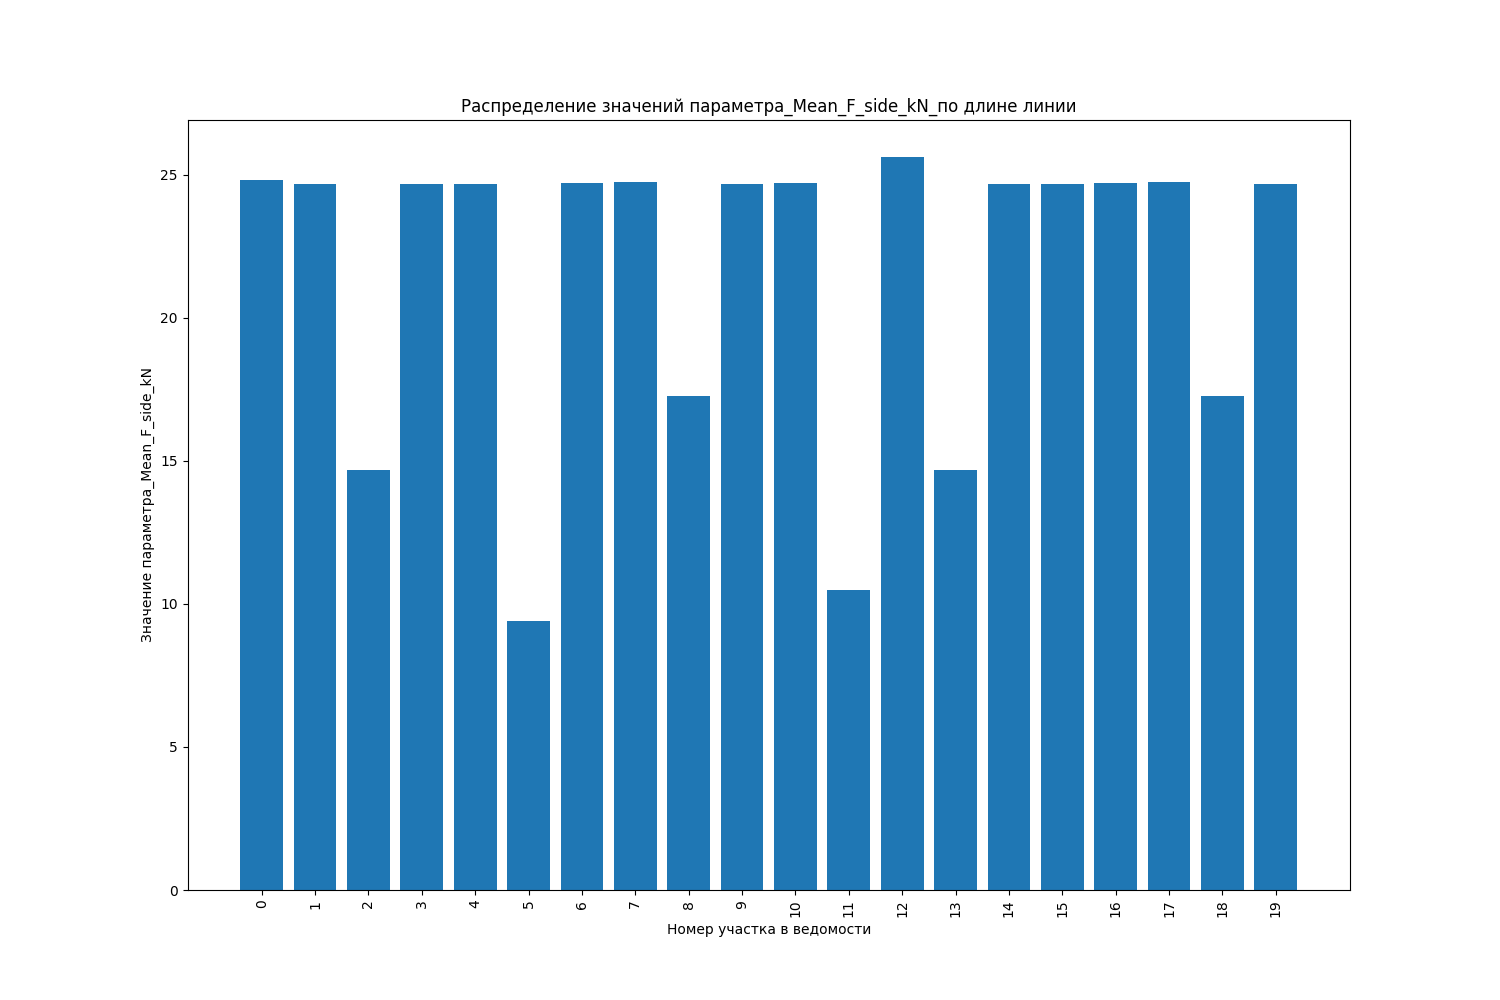 Распределение значений параметра_Mean_F_side_kN_по длине линии
Значение параметра_Mean_F_side_kN
25
20
15
10
5
0
0 1 2 3 4 5 6 7 8 9 10 11 12 13 14 15 16 17 18 19
Номер участка в ведомости